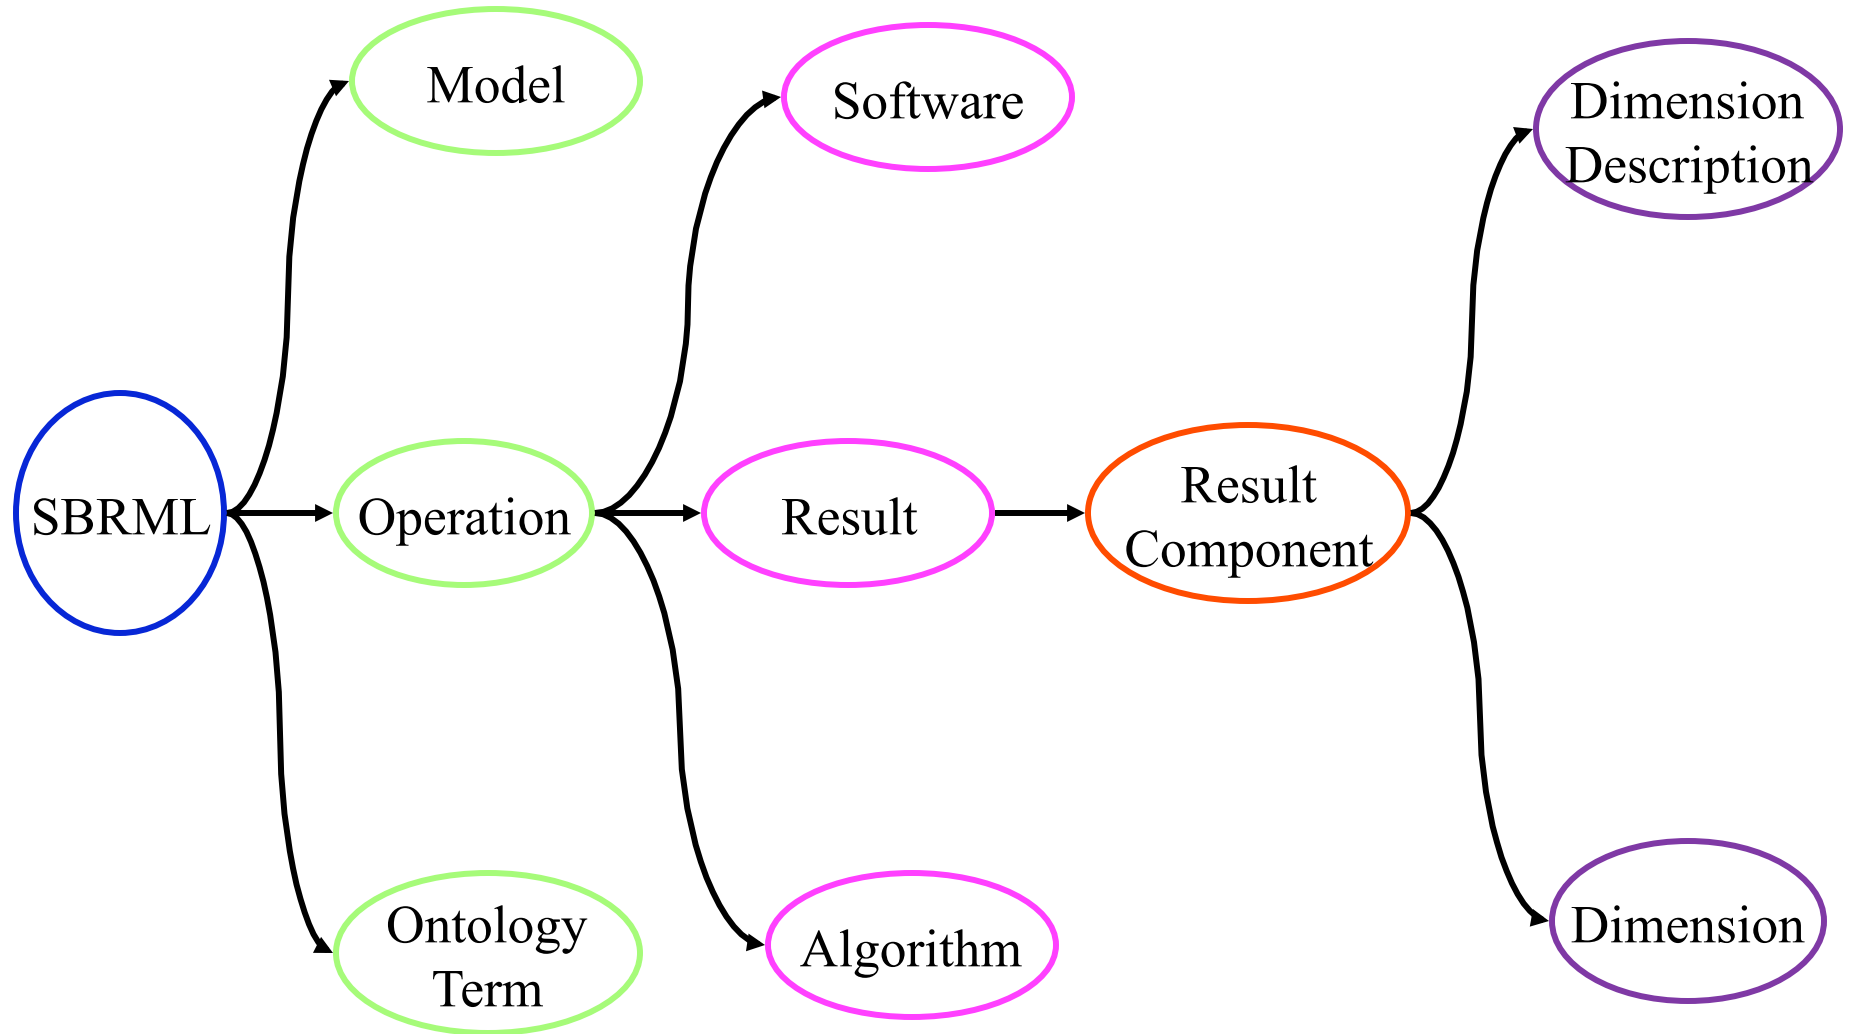 Model
Software
Dimension
Description
SBRML
Operation
Result
Result
Component
Ontology
Term
Algorithm
Dimension